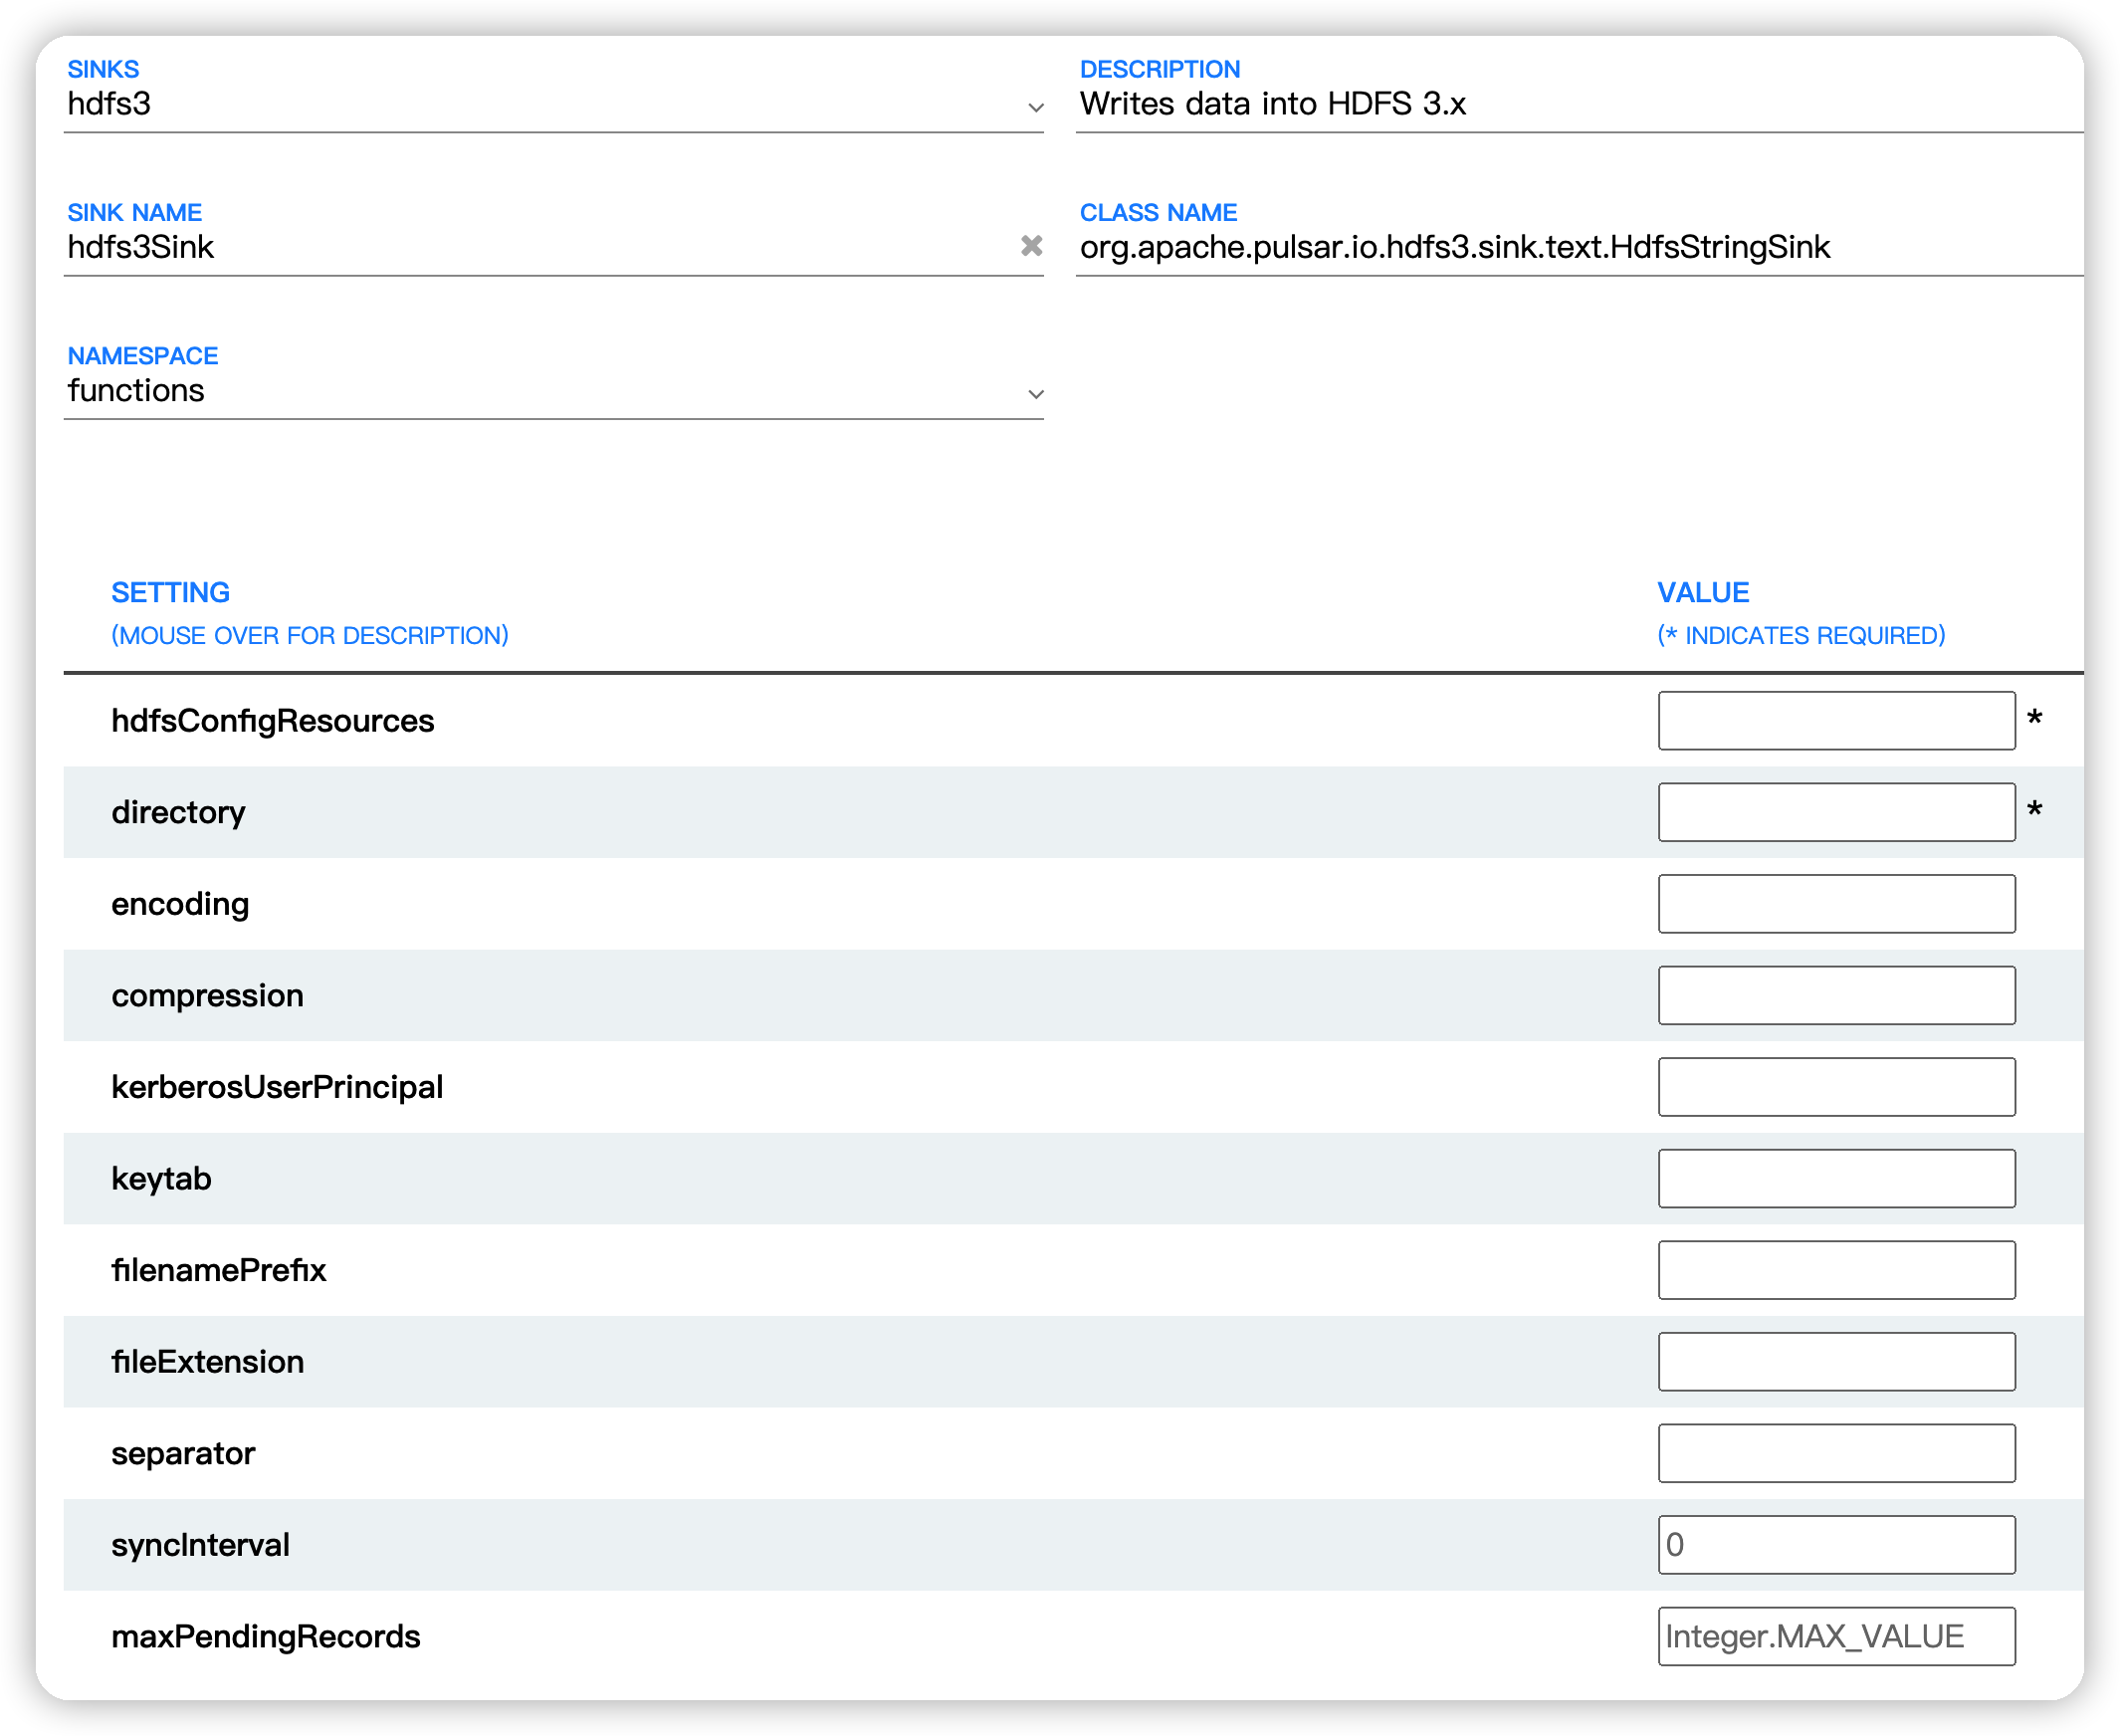 SINKS
hdfs3
DESCRIPTION
Writes data into HDFS 3.x
SINK NAME
hdfs3Sink
CLASS NAME
org.apache.pulsar.io.hdfs3.sink.text.HdfsStringSink
NAMESPACE
functions
SETTING
(MOUSE OVER FOR DESCRIPTION)
VALUE
(* INDICATES REQUIRED)
hdfsConfigResources *
directory *
encoding
compression
kerberosUserPrincipal
keytab
filenamePrefix
fileExtension
separator
syncInterval 0
maxPendingRecords Integer.MAX_VALUE